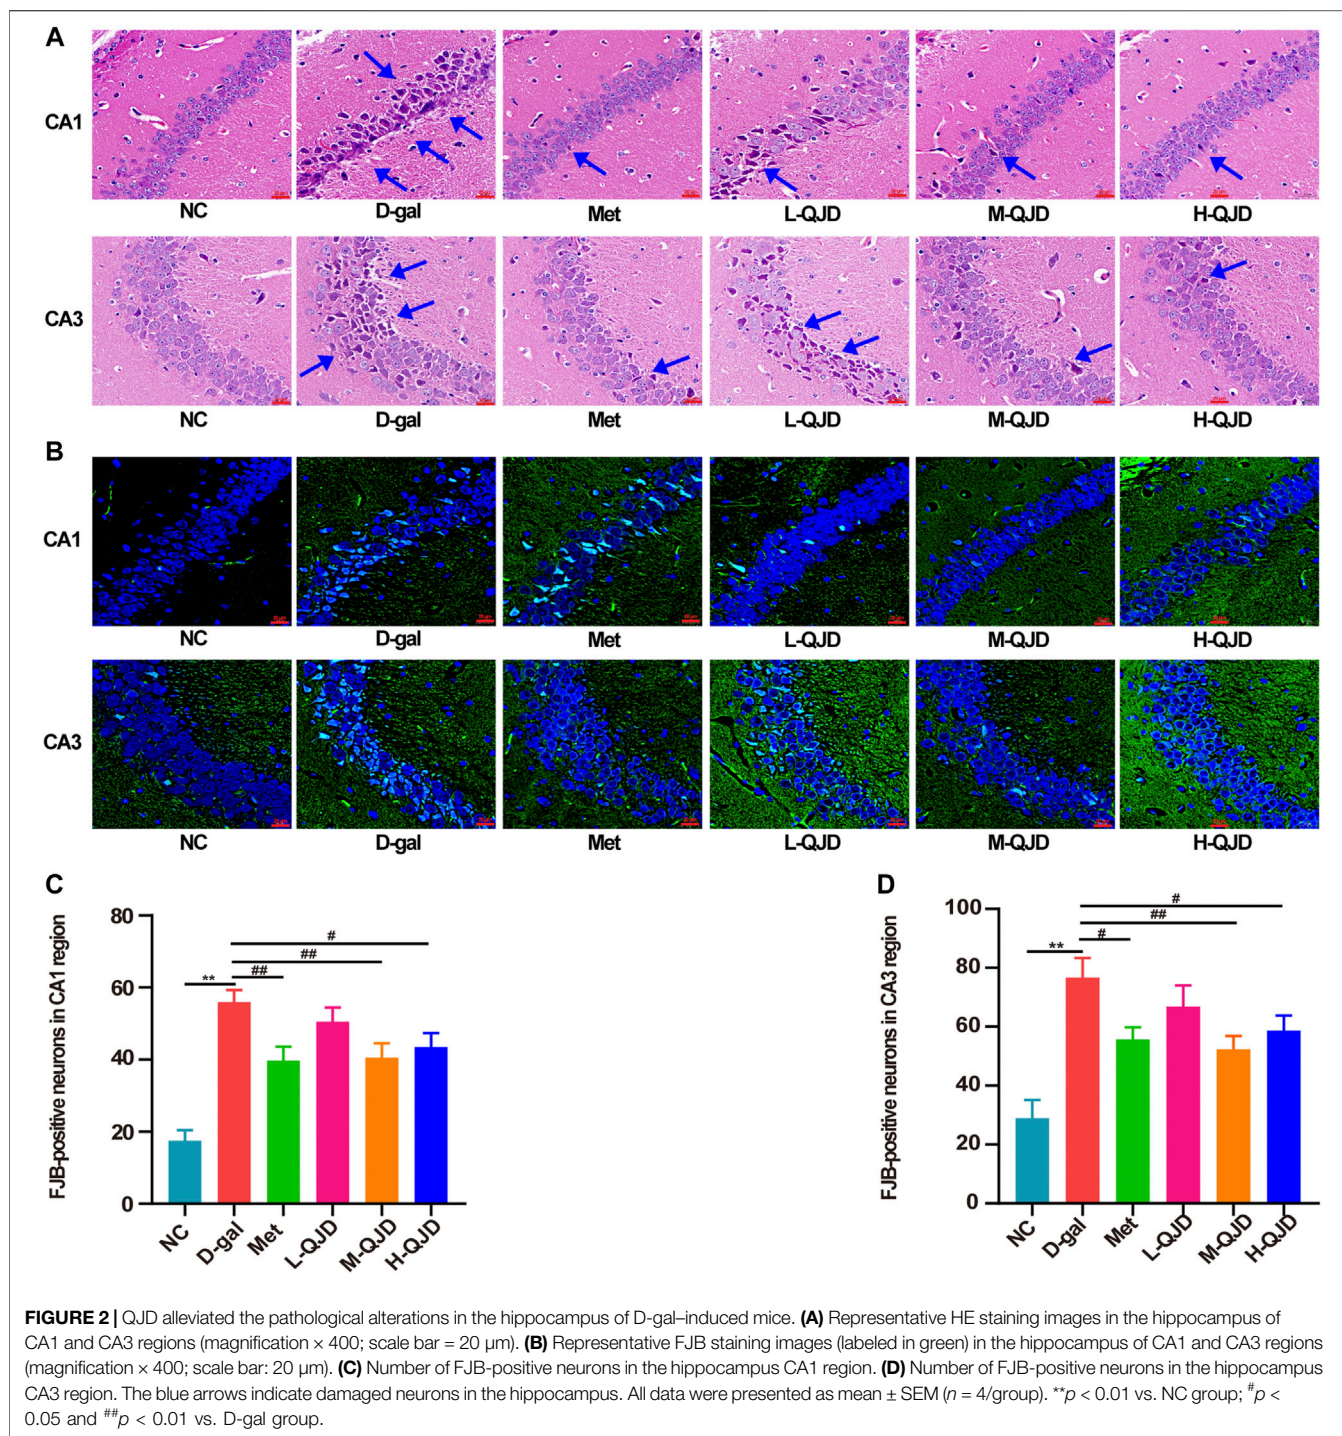 A
CA1
NC D-gal Met L-QJD M-QJD H-QJD
CA3
NC D-gal Met L-QJD M-QJD H-QJD
B
CA1
NC D-gal Met L-QJD M-QJD H-QJD
CA3
NC D-gal Met L-QJD M-QJD H-QJD
C
FJB-positive neurons in CA1 region
80
60
40
20
0
#
##
** ##
NC D-gal Met L-QJD M-QJD H-QJD
D
FJB-positive neurons in CA3 region
100
80
60
40
20
0
#
##
** #
NC D-gal Met L-QJD M-QJD H-QJD
FIGURE 2 | QJD alleviated the pathological alterations in the hippocampus of D-gal–induced mice. (A) Representative HE staining images in the hippocampus of
CA1 and CA3 regions (magnification × 400; scale bar = 20 μm). (B) Representative FJB staining images (labeled in green) in the hippocampus of CA1 and CA3 regions
(magnification × 400; scale bar: 20 μm). (C) Number of FJB-positive neurons in the hippocampus CA1 region. (D) Number of FJB-positive neurons in the hippocampus
CA3 region. The blue arrows indicate damaged neurons in the hippocampus. All data were presented as mean ± SEM (n = 4/group). **p < 0.01 vs. NC group; #p <
0.05 and ##p < 0.01 vs. D-gal group.